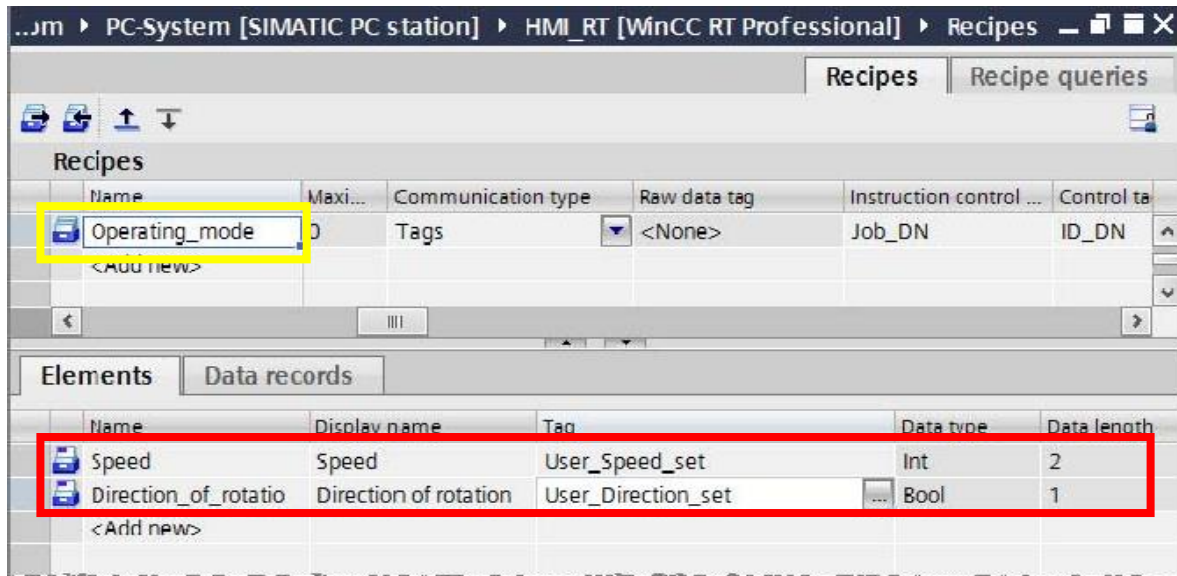 ...om ▸ PC-System [SIMATIC PC station] ▸ HMI_RT [WinCC RT Professional] ▸ Recipes
Recipes Recipe queries
Recipes
Name Maxi... Communication type Raw data tag Instruction control ... Control ta
Operating_mode 0 Tags <None> Job_DN ID_DN
<Add new>
Elements Data records
Name Display name Tag Data type Data length
Speed Speed User_Speed_set Int 2
Direction_of_rotatio Direction of rotation User_Direction_set ... Bool 1
<Add new>